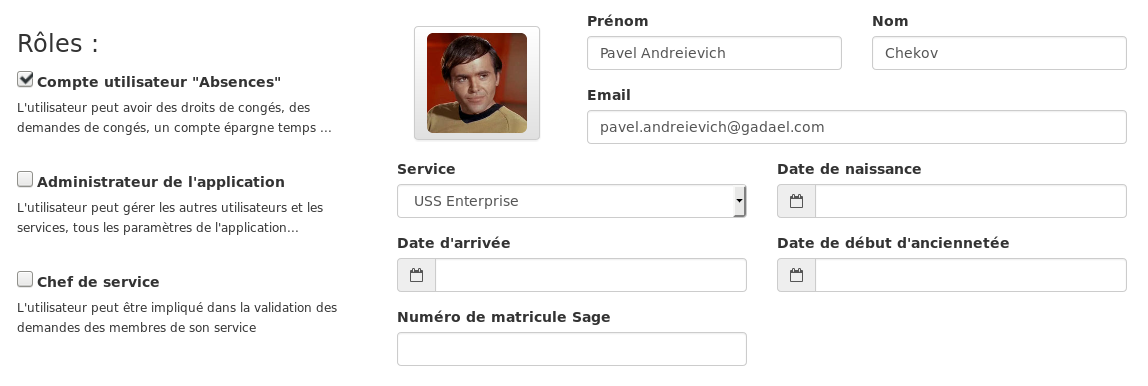 Rôles :
Compte utilisateur "Absences"
L'utilisateur peut avoir des droits de congés, des
demandes de congés, un compte épargne temps ...
Administrateur de l'application
L'utilisateur peut gérer les autres utilisateurs et les
services, tous les paramètres de l'application...
Chef de service
L'utilisateur peut être impliqué dans la validation des
demandes des membres de son service
Prénom
Nom
Pavel Andreievich
Chekov
Email
pavel.andreievich@gadael.com
Service
Date de naissance
USS Enterprise
Date d'arrivée
Date de début d'anciennetée
Numéro de matricule Sage